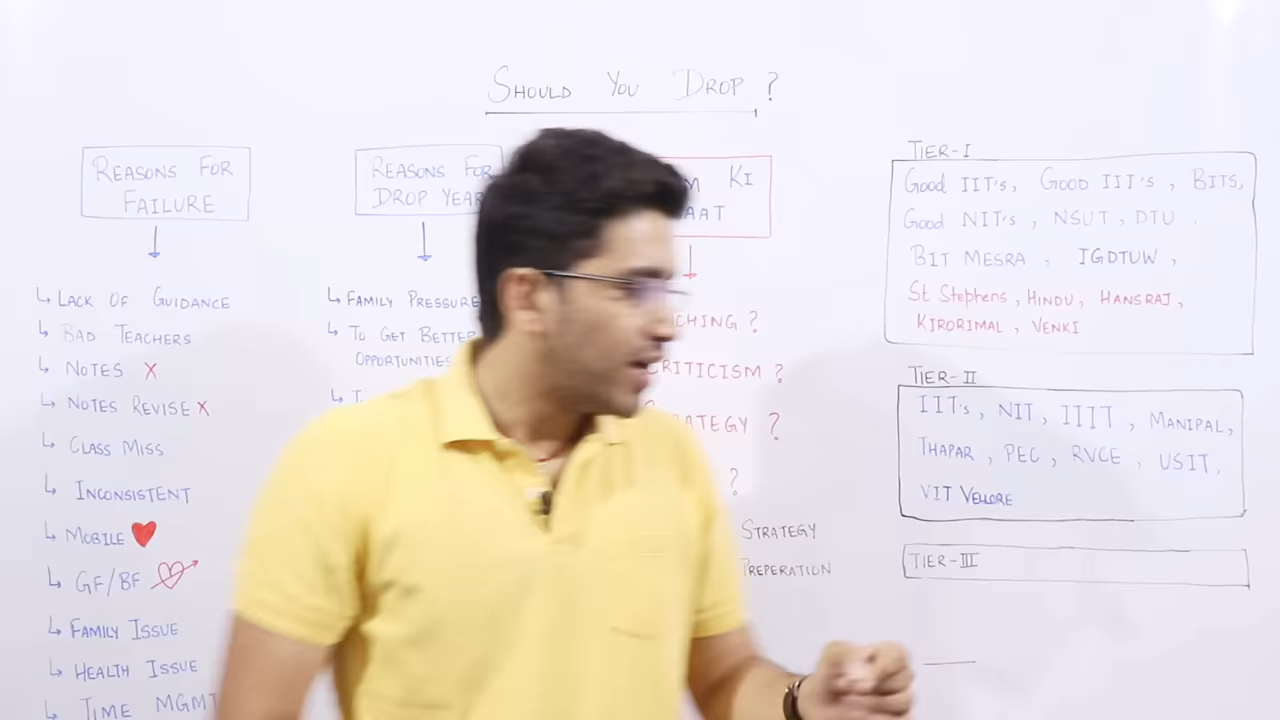 SHOULD YOU DROP ?
REASONS FOR
FAILURE
LACK OF GUIDANCE
BAD TEACHERS
NOTES X
NOTES REVISE X
CLASS MISS
INCONSISTENT
MOBILE
GF/BF
FAMILY ISSUE
HEALTH ISSUE
TIME MGMT
REASONS FOR
DROP YEAR
FAMILY PRESSURE
TO GET BETTER
OPPORTUNITIES
KI
?
CRITICISM ?
?
?
STRATEGY
PREPERATION
TIER-I
Good IIT's, GOOD IIIT's, BITS,
Good NIT's, NSUT, DTU.
BIT MESRA, IGDTUW,
St Stephens, HINDU, HANSRAJ,
KIRORIMAL, VENKI
TIER-II
IIT's, NIT, IIIT, MANIPAL,
THAPAR, PEC, RVCE, USIT,
VIT VELLORE
TIER-III